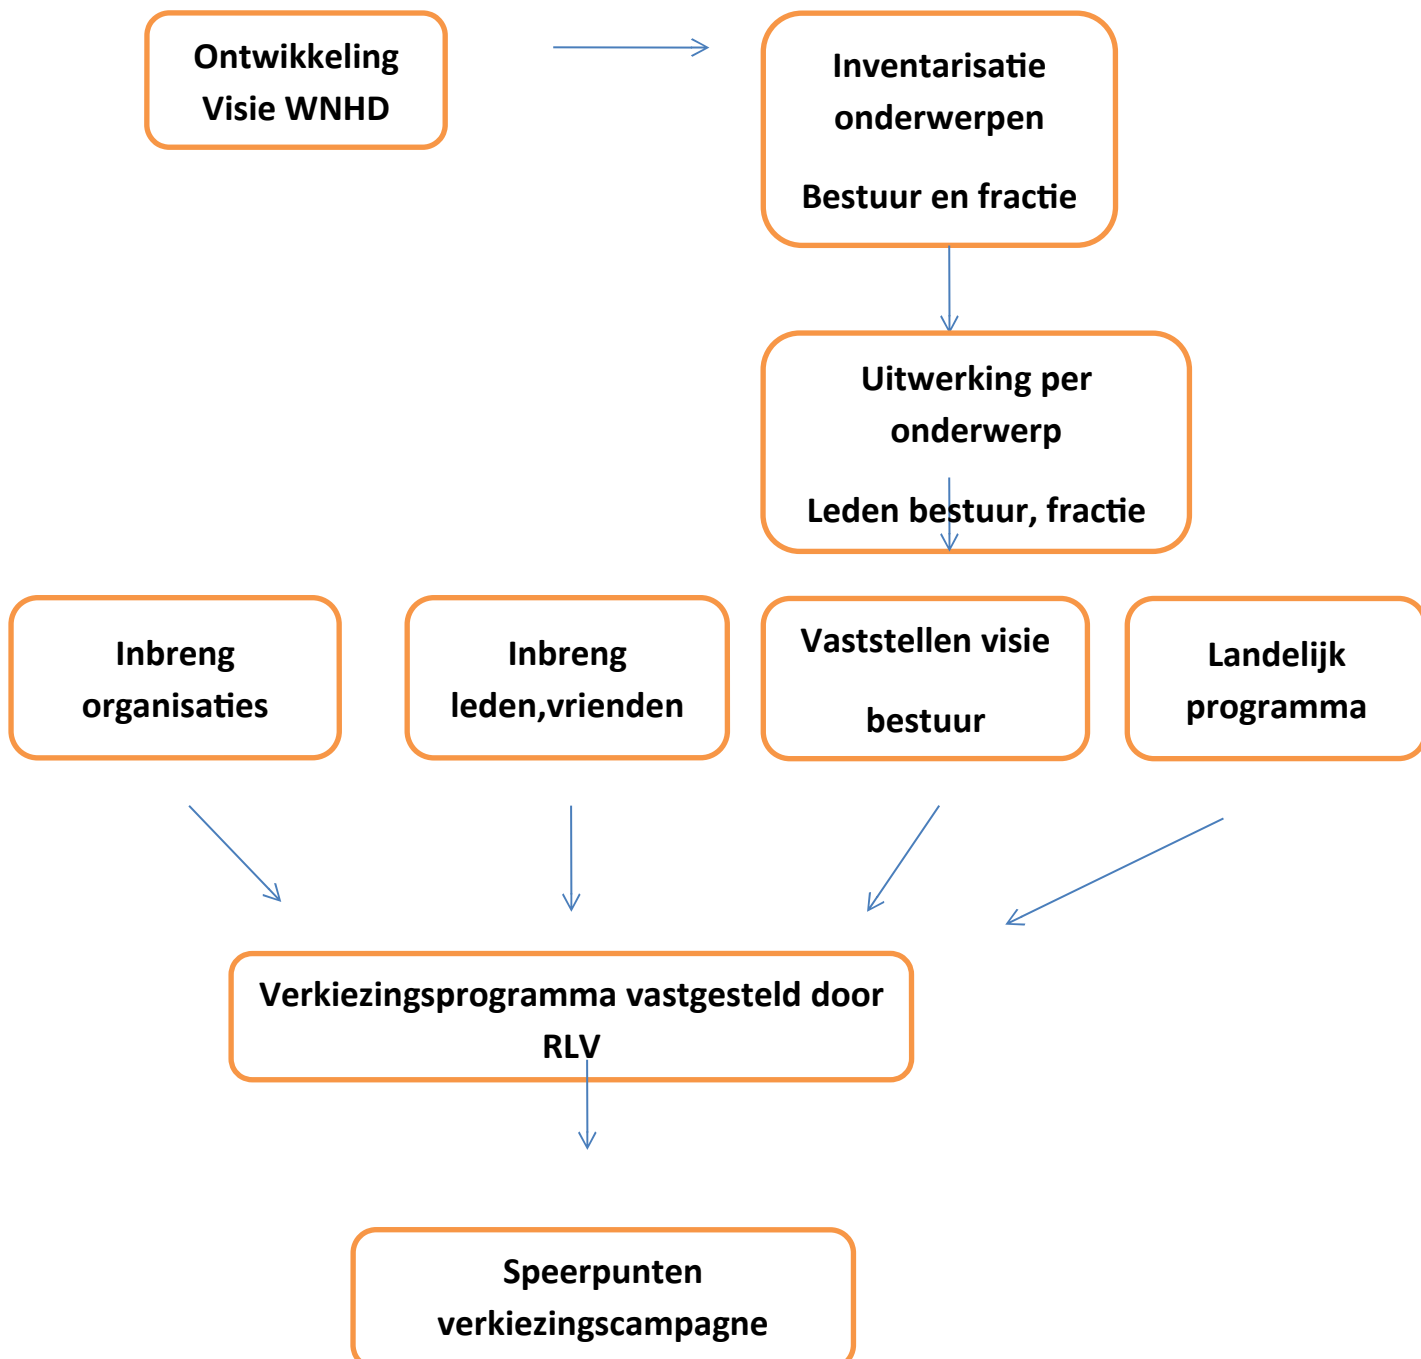 Ontwikkeling
Visie WNHD
Inventarisatie
onderwerpen
Bestuur en fractie
Uitwerking per
onderwerp
Leden bestuur, fractie
Inbreng
organisaties
Inbreng
leden,vrienden
Vaststellen visie
bestuur
Landelijk
programma
Verkiezingsprogramma vastgesteld door
RLV
Speerpunten
verkiezingscampagne